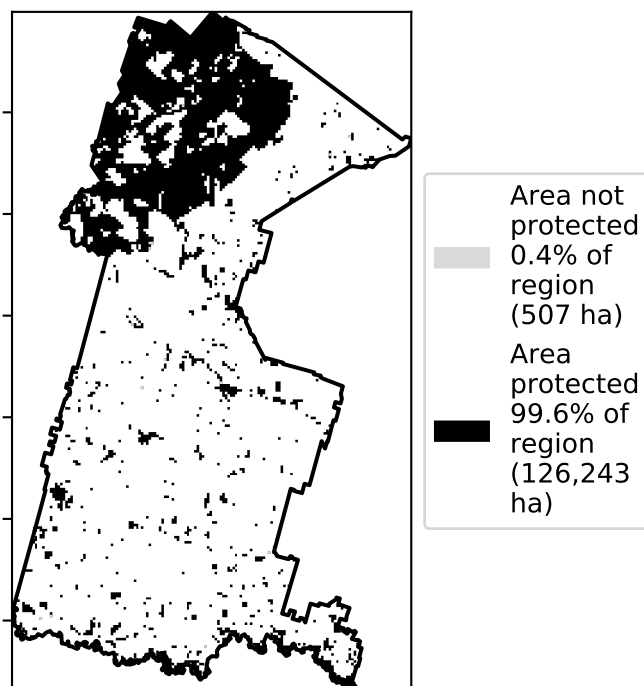 Area not
protected
0.4% of
region
(507 ha)
Area
protected
99.6% of
region
(126,243
ha)